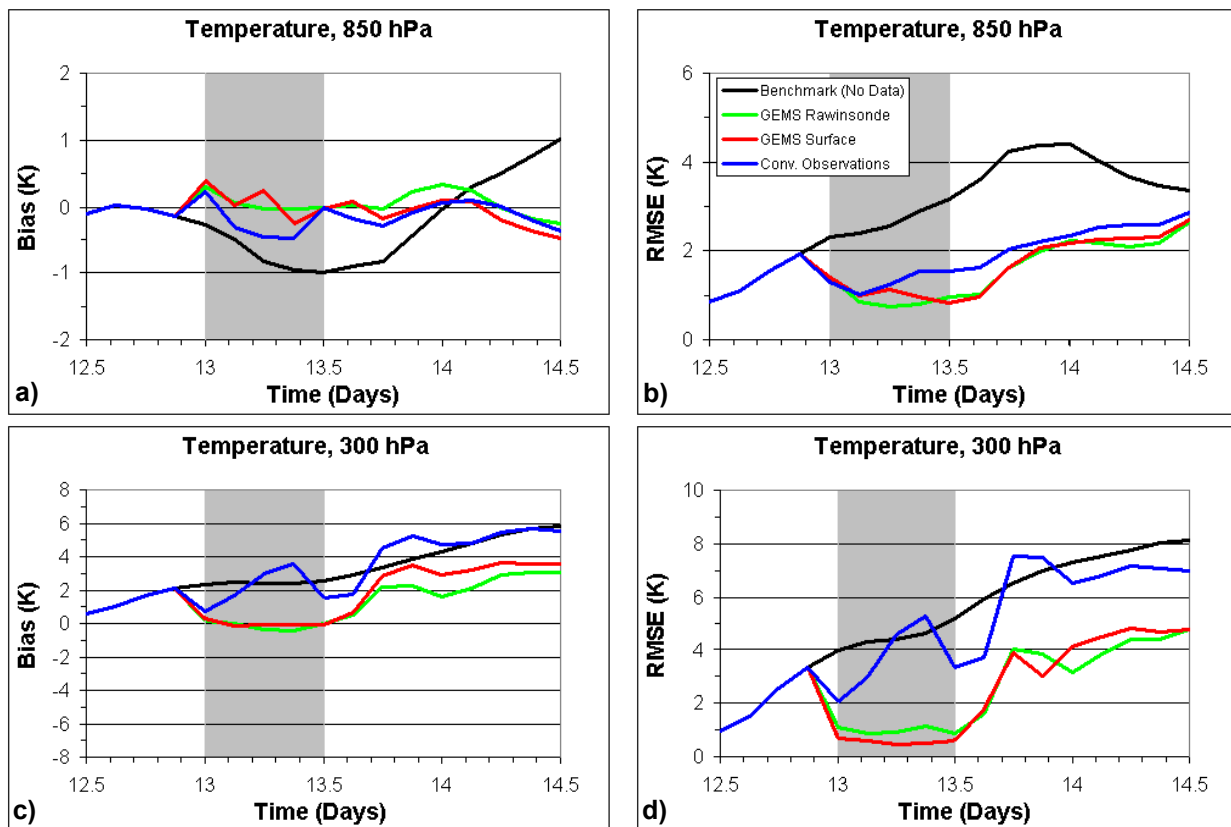 Temperature, 850 hPa
Bias (K)
2
1
0
-1
-2
12.5 13 13.5 14 14.5
Time (Days)
a)
Temperature, 850 hPa
RMSE (K)
6
4
2
0
Benchmark (No Data)
GEMS Rawinsonde
GEMS Surface
Conv. Observations
12.5 13 13.5 14 14.5
Time (Days)
b)
Temperature, 300 hPa
Bias (K)
8
6
4
2
0
-2
-4
-6
-8
12.5 13 13.5 14 14.5
Time (Days)
c)
Temperature, 300 hPa
RMSE (K)
10
8
6
4
2
0
12.5 13 13.5 14 14.5
Time (Days)
d)